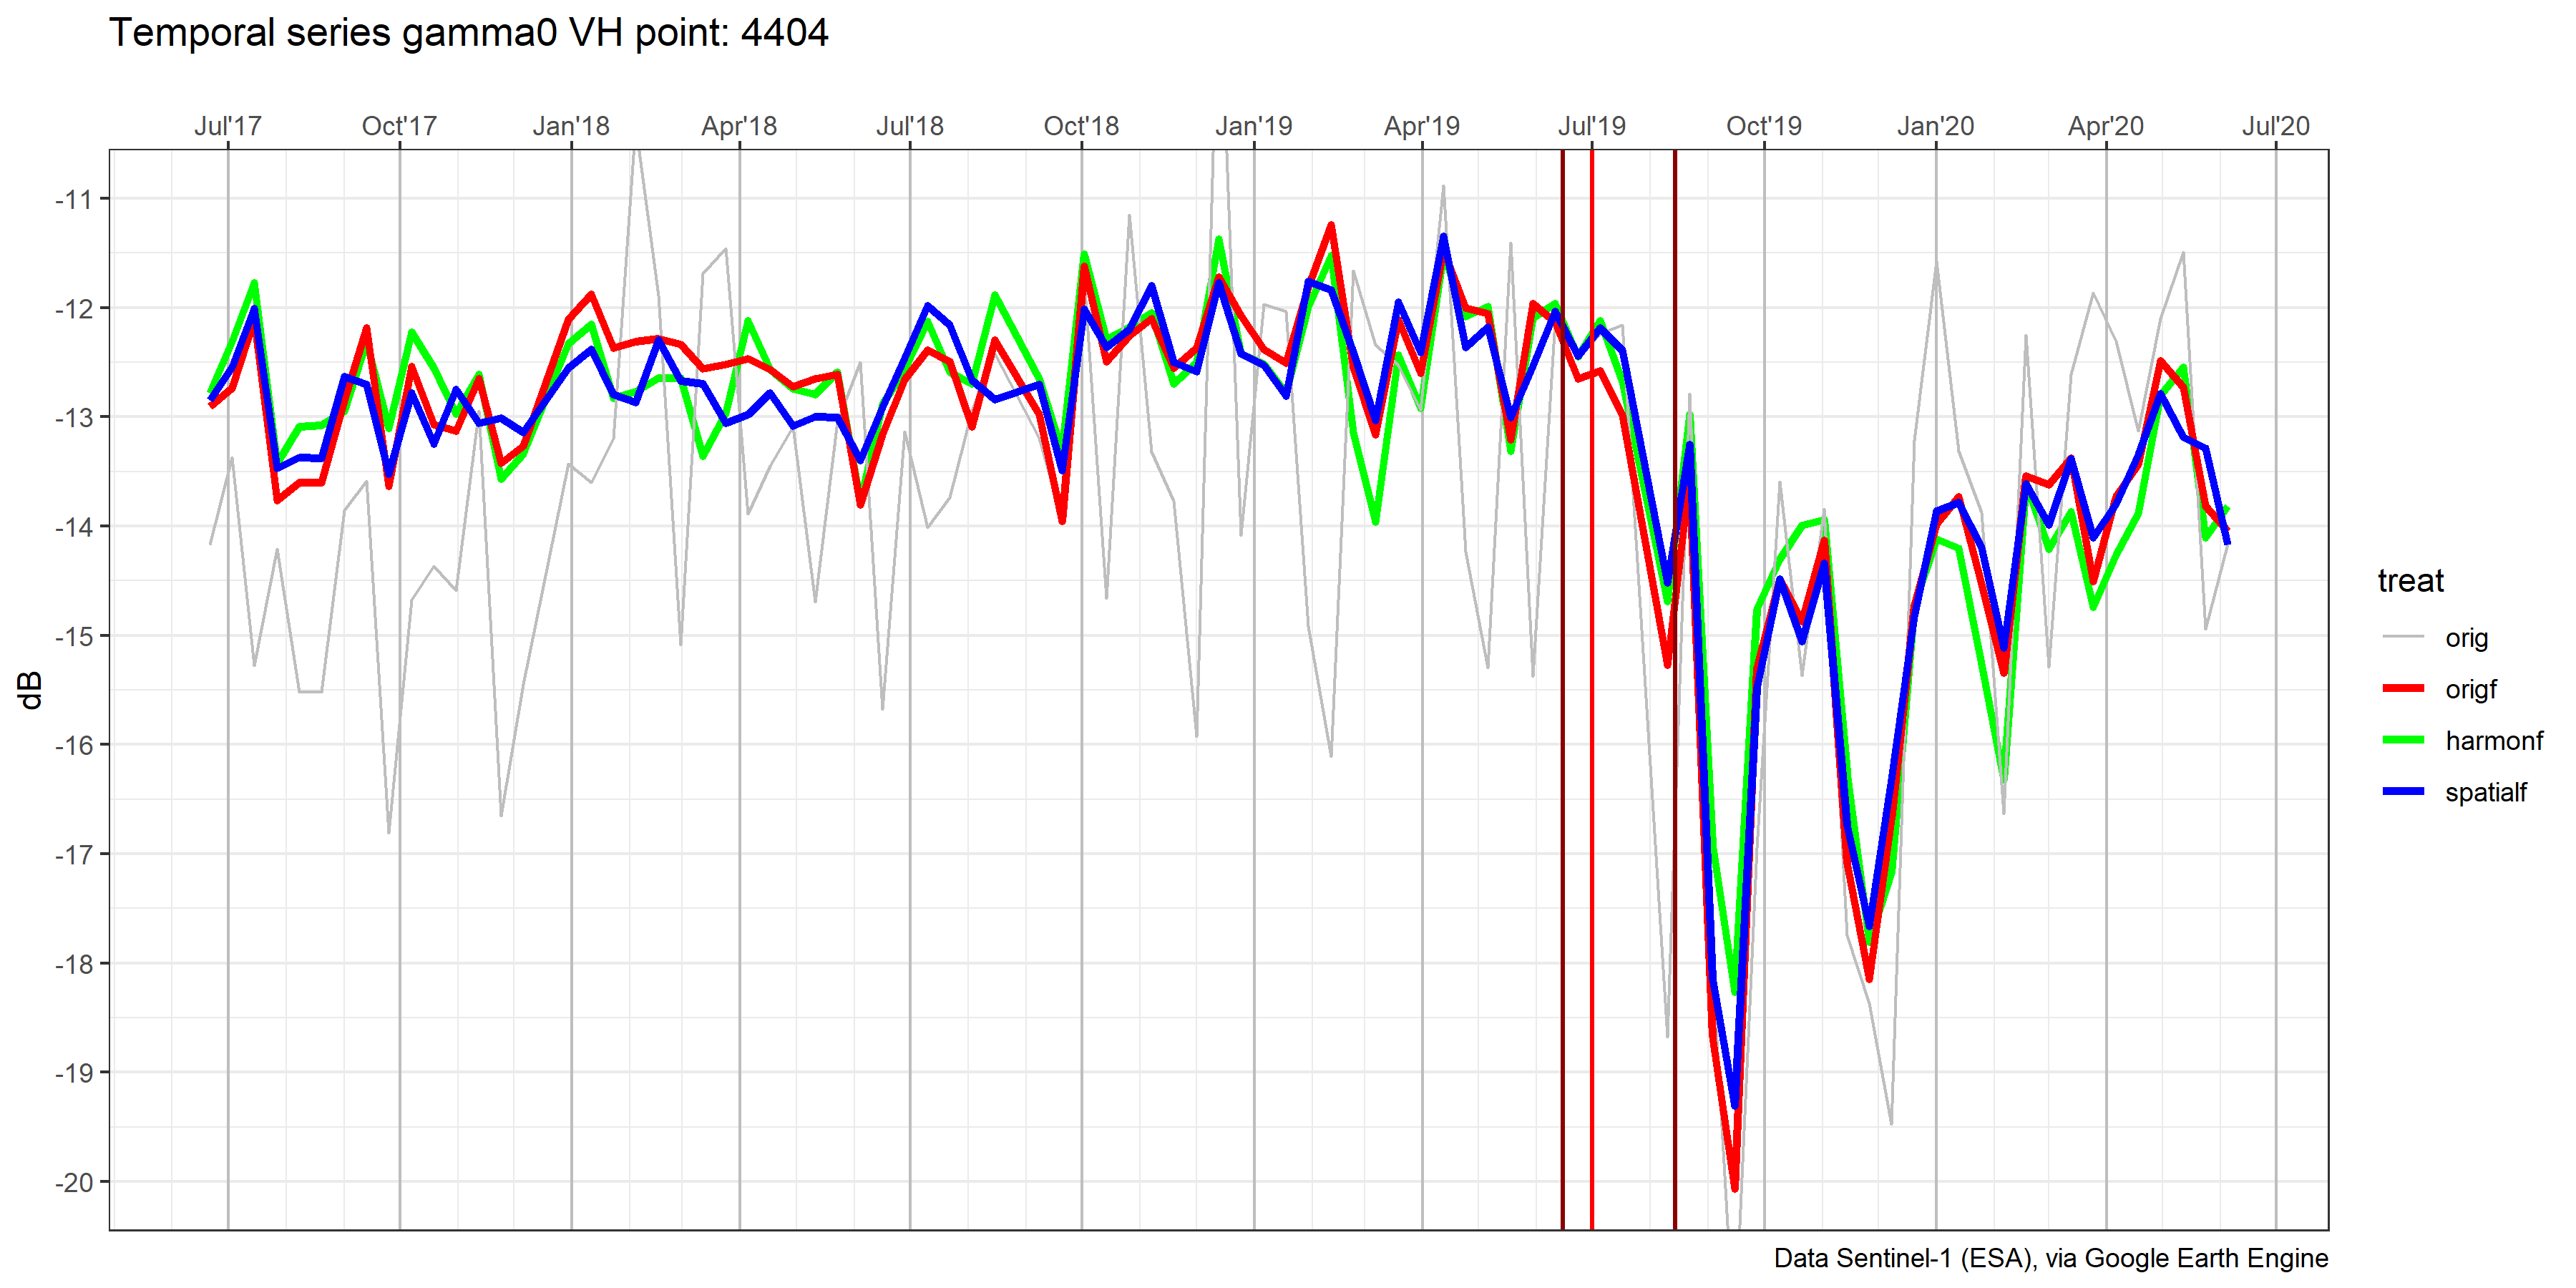 Temporal series gamma0 VH point: 4404
Jul'17 Oct'17 Jan'18 Apr'18 Jul'18 Oct'18 Jan'19 Apr'19 Jul'19 Oct'19 Jan'20 Apr'20 Jul'20
-11
-12
-13
-14
-15
-16
-17
-18
-19
-20
dB
treat
orig
origf
harmonf
spatialf
Data Sentinel-1 (ESA), via Google Earth Engine